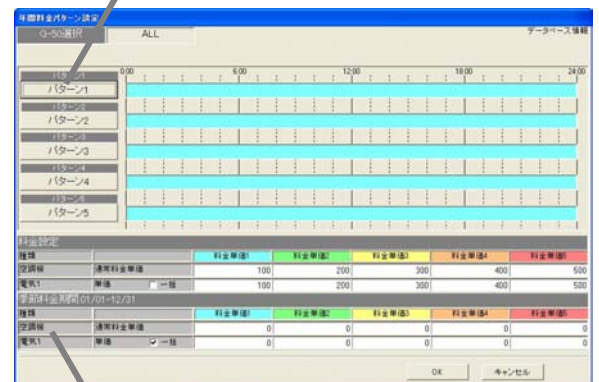 年間料金パターン設定
G-50選択 ALL データベース情報
0:00 6:00 12:00 18:00 24:00
パターン1
パターン1
パターン2
パターン2
パターン3
パターン3
パターン4
パターン4
パターン5
パターン5
料金設定
種類 料金単価1 料金単価2 料金単価3 料金単価4 料金単価5
空調機 通常料金単価 100 200 300 400 500
電気1 単価 一括 100 200 300 400 500
季節料金期間 01/01-12/31
種類 料金単価1 料金単価2 料金単価3 料金単価4 料金単価5
空調機 通常料金単価 0 0 0 0 0
電気1 単価 一括 0 0 0 0 0
OK キャンセル